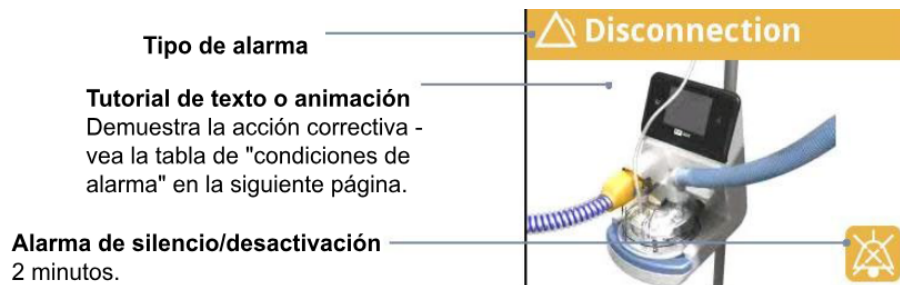 Disconnection
Tipo de alarma
Tutorial de texto o animación
Demuestra la acción correctiva -
vea la tabla de "condiciones de
alarma" en la siguiente página.
Alarma de silencio/desactivación
2 minutos.